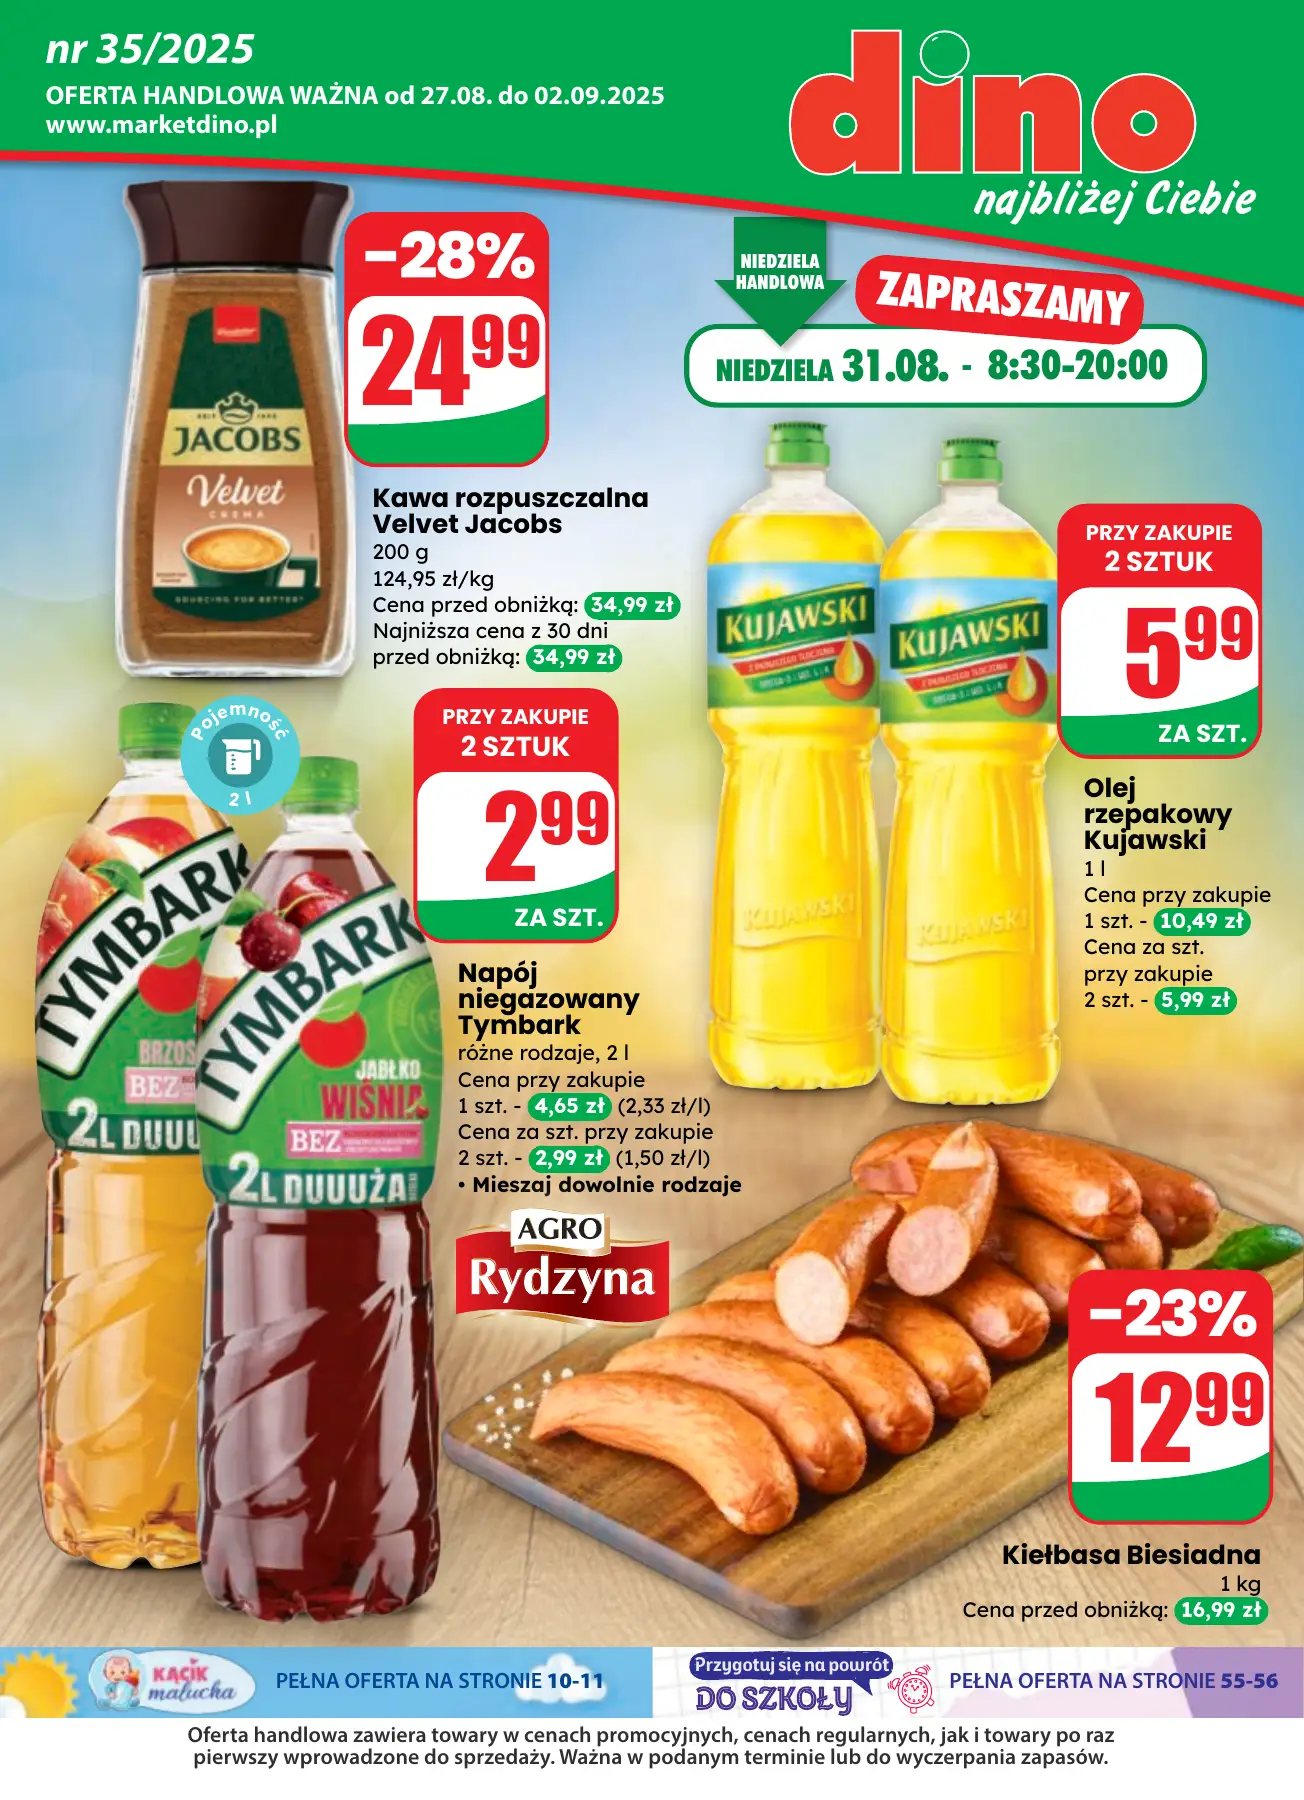 nr 35/2025
OFERTA HANDLOWA WAŻNA od 27.08. do 02.09.2025
www.marketdino.pl
dino
najbliżej Ciebie
NIEDZIELA
HANDLOWA
ZAPRASZAMY
NIEDZIELA 31.08. - 8:30-20:00
-28%
24 99
JACOBS
Velvet
CREMA
Kawa rozpuszczalna
Velvet Jacobs
200 g
124,95 zł/kg
Cena przed obniżką: 34,99 zł
Najniższa cena z 30 dni
przed obniżką: 34,99 zł
KUJAWSKI
KUJAWSKI
KUJAWSKI
KUJAWSKI
PRZY ZAKUPIE
2 SZTUK
5 99
ZA SZT.
Olej
rzepakowy
Kujawski
1 l
Cena przy zakupie
1 szt. - 10,49 zł
Cena za szt.
przy zakupie
2 szt. - 5,99 zł
Pojemność
2 l
TYMBARK
BRZOS
BEZ
2L DUUU
TYMBARK
JABŁKO
WIŚNIA
BEZ
2L DUUUŻA
PRZY ZAKUPIE
2 SZTUK
2 99
ZA SZT.
Napój
niegazowany
Tymbark
różne rodzaje, 2 l
Cena przy zakupie
1 szt. - 4,65 zł (2,33 zł/l)
Cena za szt. przy zakupie
2 szt. - 2,99 zł (1,50 zł/l)
• Mieszaj dowolnie rodzaje
AGRO
Rydzyna
-23%
12 99
Kiełbasa Biesiadna
1 kg
Cena przed obniżką: 16,99 zł
KĄCIK
malucha
PEŁNA OFERTA NA STRONIE 10-11
Przygotuj się na powrót
DO SZKOŁY
PEŁNA OFERTA NA STRONIE 55-56
Oferta handlowa zawiera towary w cenach promocyjnych, cenach regularnych, jak i towary po raz
pierwszy wprowadzone do sprzedaży. Ważna w podanym terminie lub do wyczerpania zapasów.